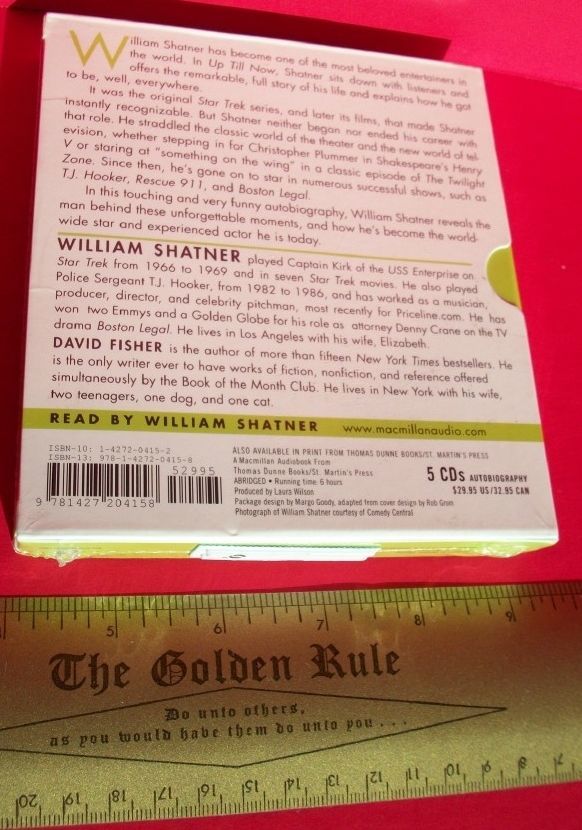 William Shatner has become one of the most beloved entertainers in
the world. In Up Till Now, Shatner sits down with listeners and
offers the remarkable, full story of his life and explains how he got
to be, well, everywhere.
It was the original Star Trek series, and later its films, that made Shatner
instantly recognizable. But Shatner neither began nor ended his career with
that role. He straddled the classic world of the theater and the new world of tel-
evision, whether stepping in for Christopher Plummer in Shakespeare's Henry
V or staring at "something on the wing" in a classic episode of The Twilight
Zone. Since then, he's gone on to star in numerous successful shows, such as
T.J. Hooker, Rescue 911, and Boston Legal.
In this touching and very funny autobiography, William Shatner reveals the
man behind these unforgettable moments, and how he's become the world-
wide star and experienced actor he is today.
WILLIAM SHATNER played Captain Kirk of the USS Enterprise on
Star Trek from 1966 to 1969 and in seven Star Trek movies. He also played
Police Sergeant T.J. Hooker, from 1982 to 1986, and has worked as a musician,
producer, director, and celebrity pitchman, most recently for Priceline.com. He has
won two Emmys and a Golden Globe for his role as attorney Denny Crane on the TV
drama Boston Legal. He lives in Los Angeles with his wife, Elizabeth.
DAVID FISHER is the author of more than fifteen New York Times bestsellers. He
is the only writer ever to have works of fiction, nonfiction, and reference offered
simultaneously by the Book of the Month Club. He lives in New York with his wife,
two teenagers, one dog, and one cat.
READ BY WILLIAM SHATNER www.macmillanaudio.com
ISBN-10: 1-4272-0415-2
ISBN-13: 978-1-4272-0415-8
52995
9 781427 204158
ALSO AVAILABLE IN PRINT FROM THOMAS DUNNE BOOKS/ST. MARTIN'S PRESS
A Macmillan Audiobook From
Thomas Dunne Books/St. Martin's Press
ABRIDGED • Running time: 6 hours
Produced by Laura Wilson
Package design by Margo Goody, adapted from cover design by Rob Grom
Photograph of William Shatner courtesy of Comedy Central
5 CDs AUTOBIOGRAPHY
$29.95 US/32.95 CAN
5 6 7 8 9
The Golden Rule
Do unto others,
as you would have them do unto you . . .
20 19 18 17 16 15 14 13 12 11 10 9 8 7